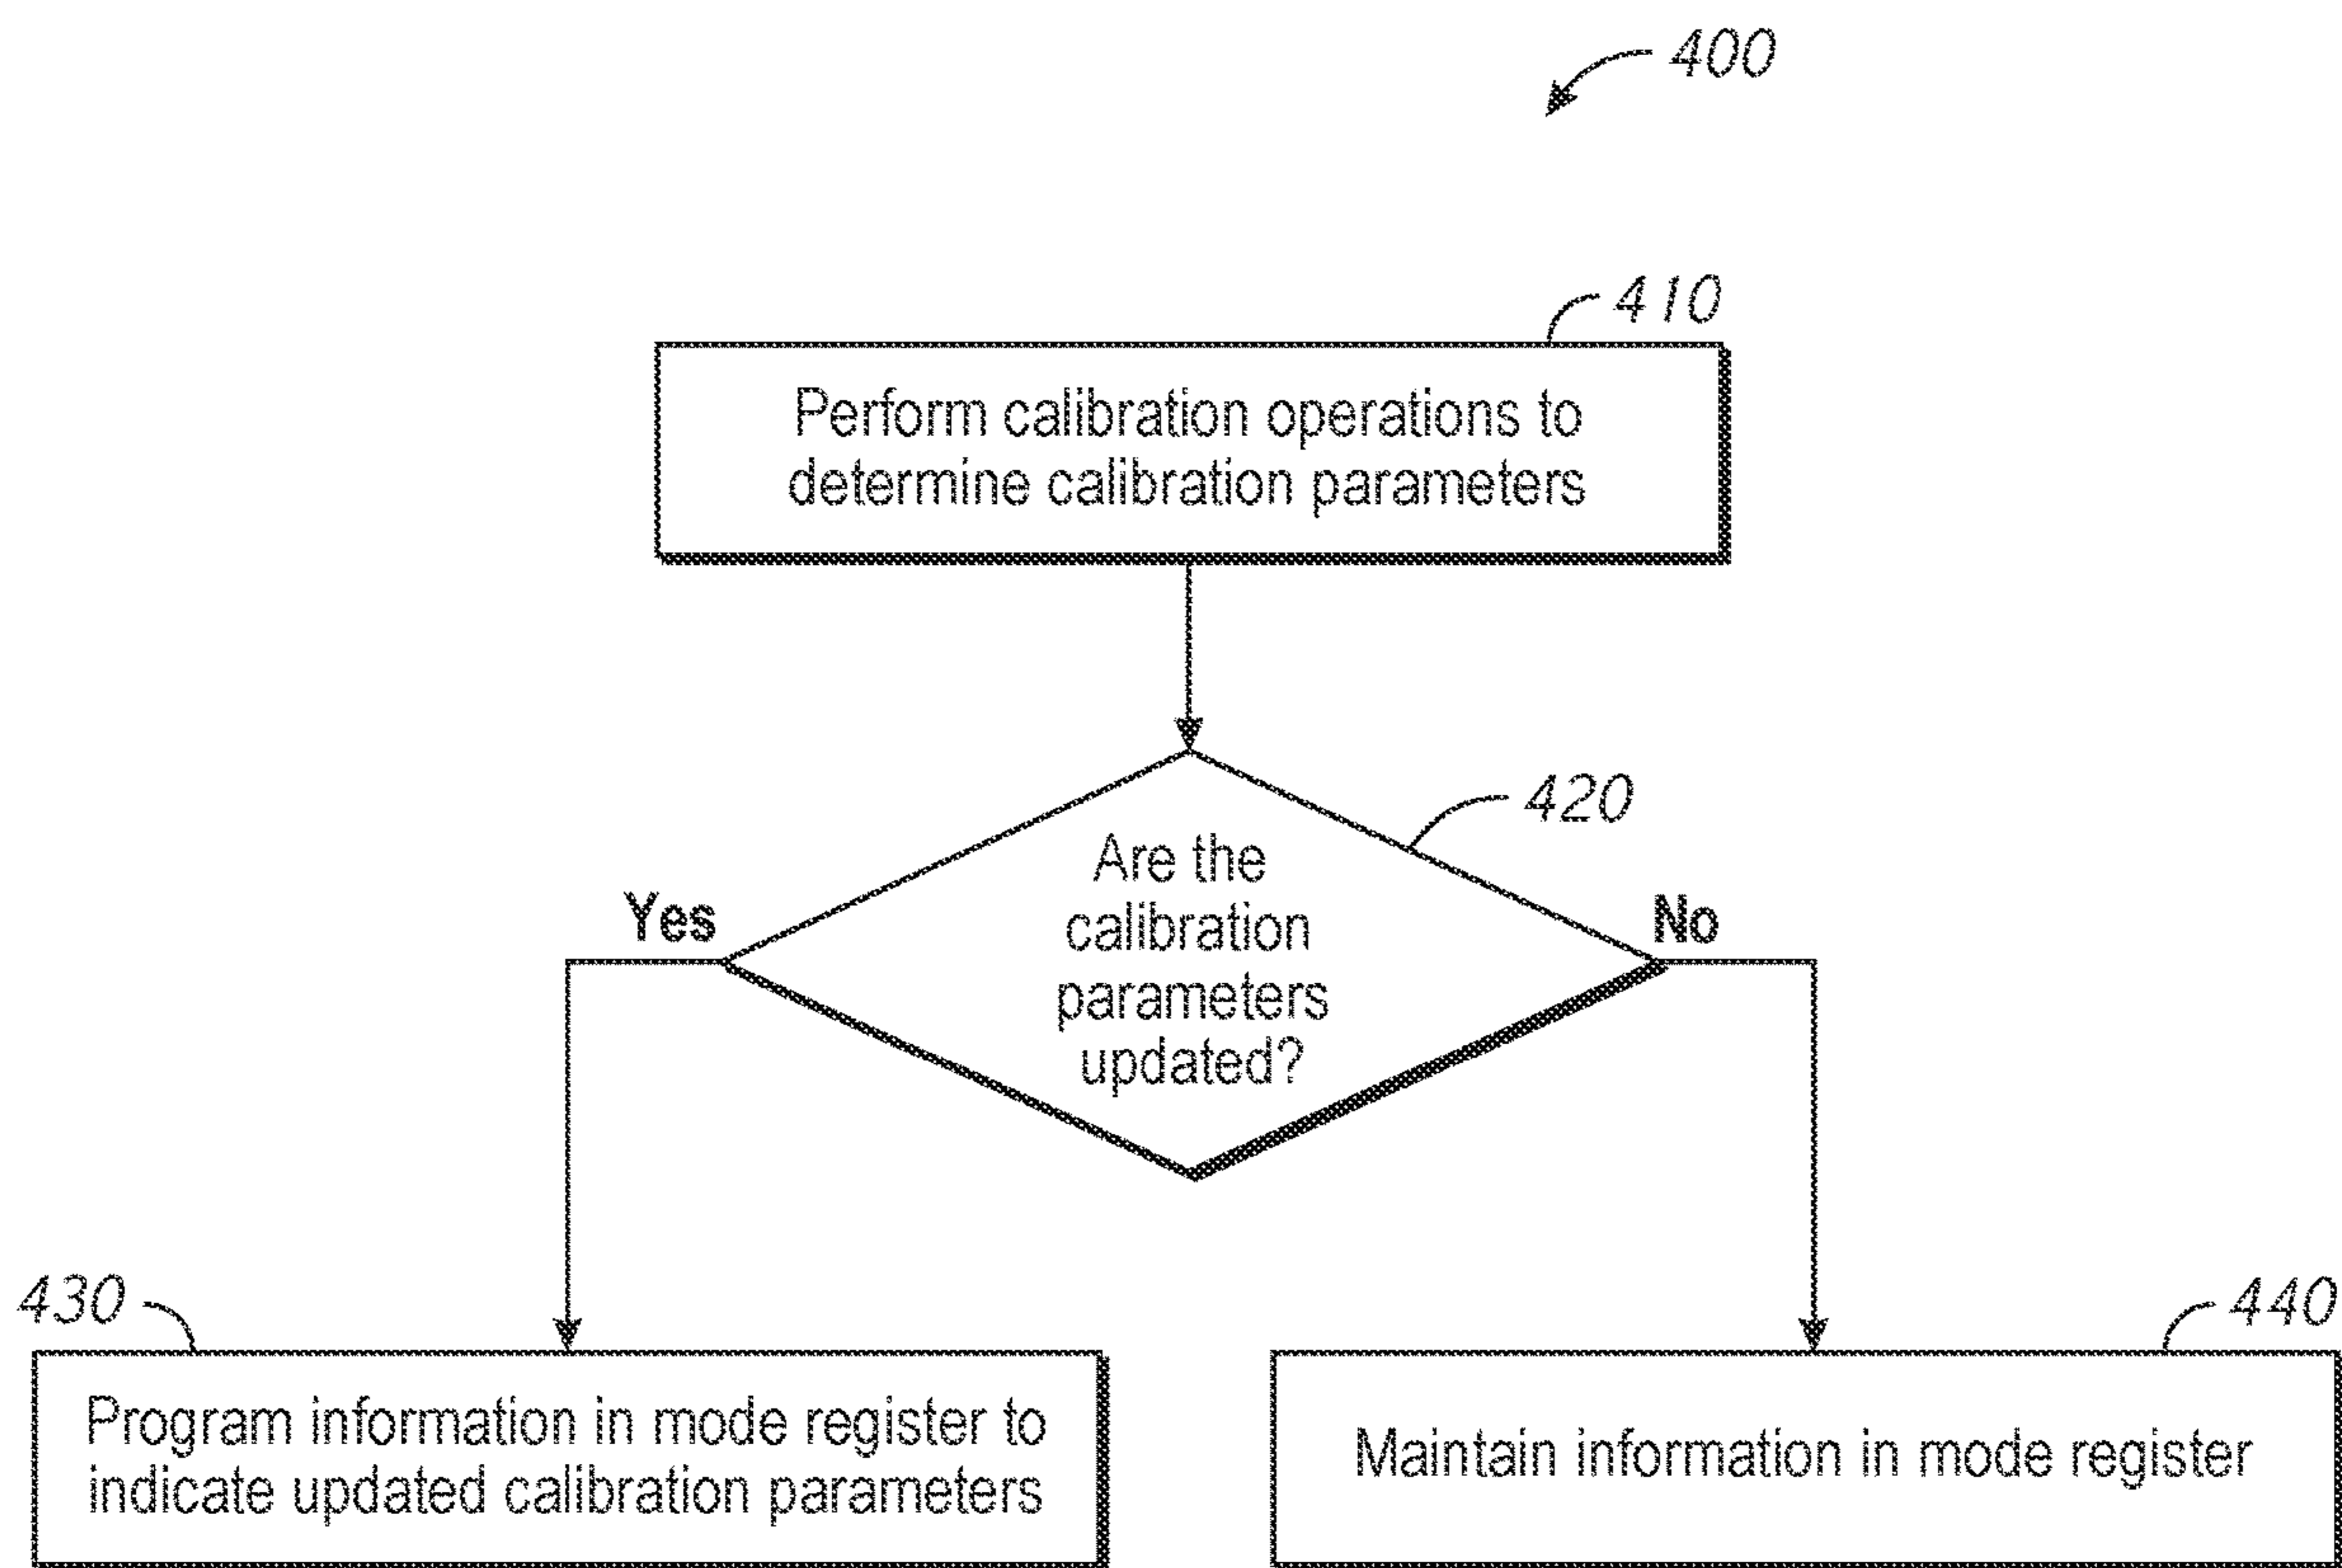 400
410
Perform calibration operations to
determine calibration parameters
420
Are the
calibration
parameters
updated?
Yes
No
430
440
Program information in mode register to
indicate updated calibration parameters
Maintain information in mode register